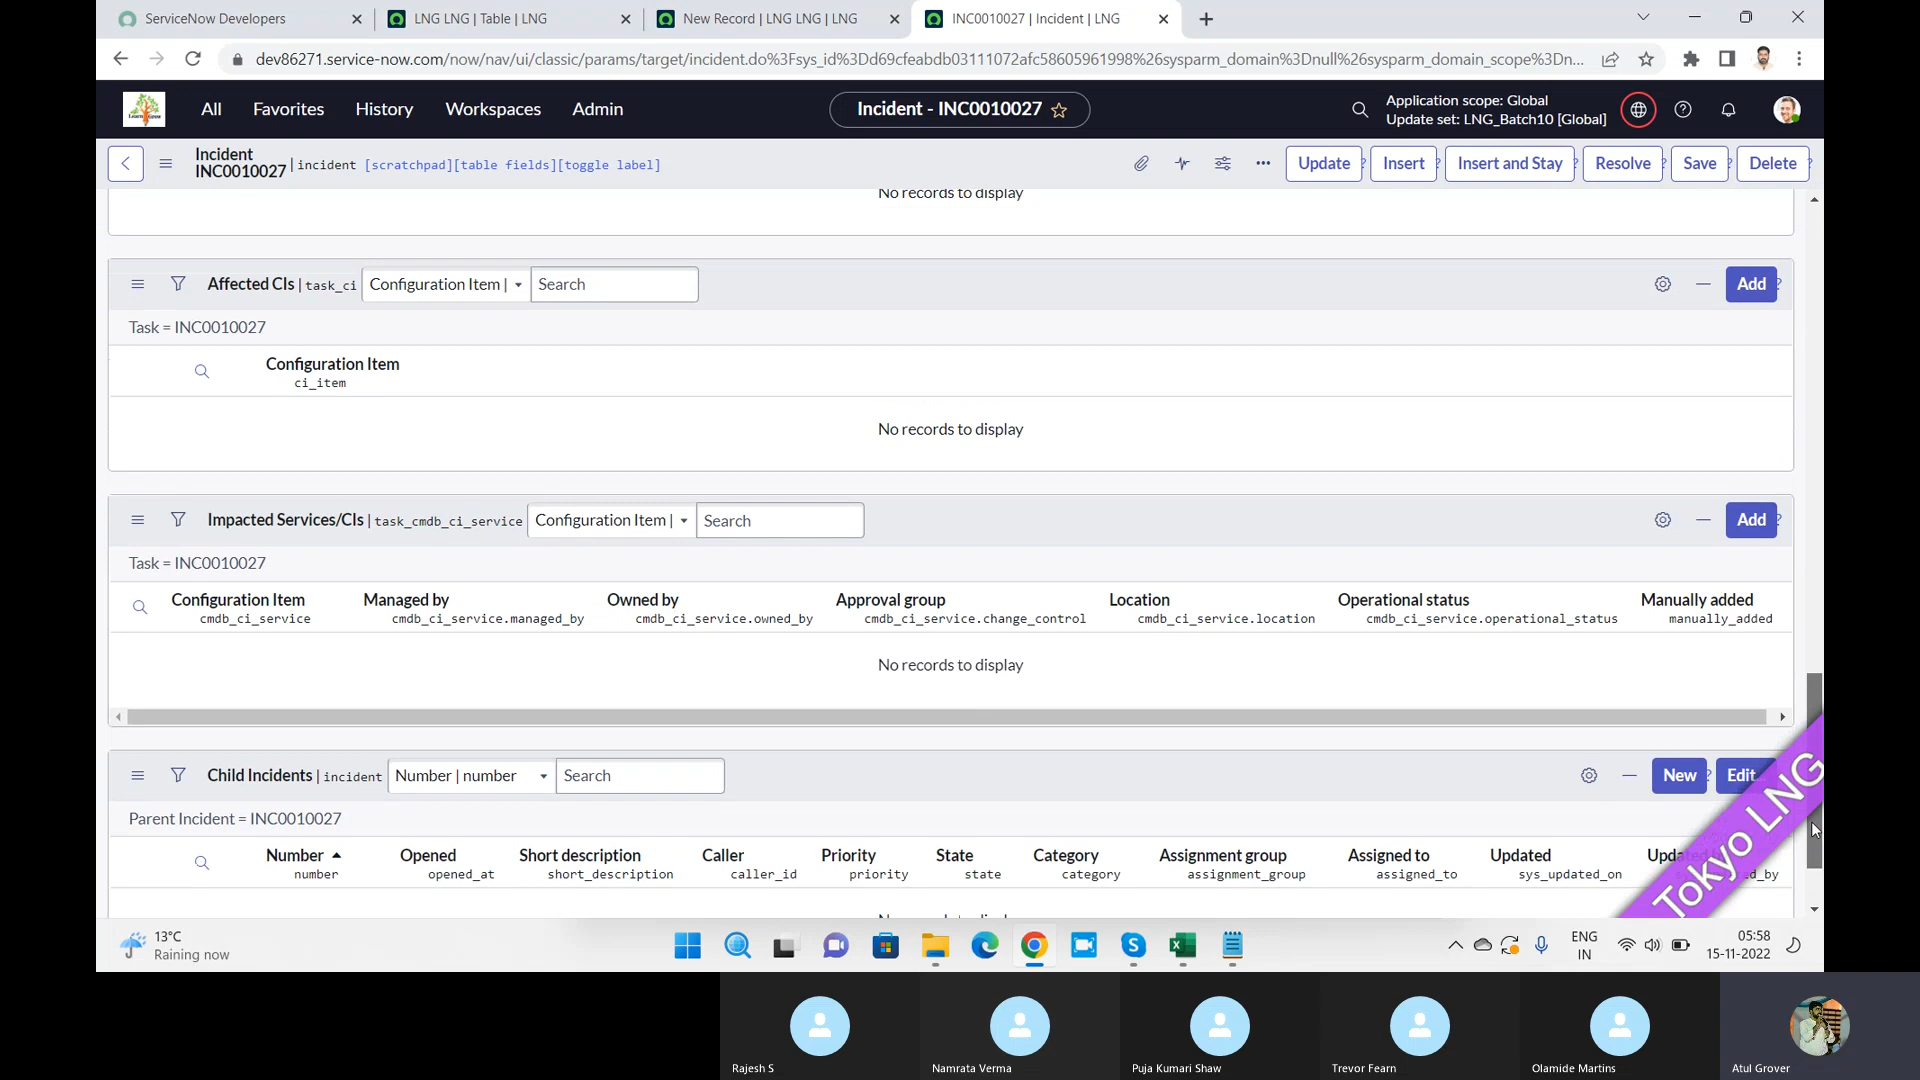 ServiceNow Developers
LNG LNG | Table | LNG
New Record | LNG LNG | LNG
INC0010027 | Incident | LNG
dev86271.service-now.com/now/nav/ui/classic/params/target/incident.do%3Fsys_id%3Dd69cfeabdb03111072afc58605961998%26sysparm_domain%3Dnull%26sysparm_domain_scope%3Dn...
All
Favorites
History
Workspaces
Admin
Incident - INC0010027
Application scope: Global
Update set: LNG_Batch10 [Global]
Incident
INC0010027 | incident [scratchpad][table fields][toggle label]
Update
Insert
Insert and Stay
Resolve
Save
Delete
No records to display
Affected CIs | task_ci
Configuration Item |
Search
Add
Task = INC0010027
Configuration Item
ci_item
No records to display
Impacted Services/CIs | task_cmdb_ci_service
Configuration Item |
Search
Add
Task = INC0010027
Configuration Item
cmdb_ci_service
Managed by
cmdb_ci_service.managed_by
Owned by
cmdb_ci_service.owned_by
Approval group
cmdb_ci_service.change_control
Location
cmdb_ci_service.location
Operational status
cmdb_ci_service.operational_status
Manually added
manually_added
No records to display
Child Incidents | incident
Number | number
Search
New
Edit...
Parent Incident = INC0010027
Number
number
Opened
opened_at
Short description
short_description
Caller
caller_id
Priority
priority
State
state
Category
category
Assignment group
assignment_group
Assigned to
assigned_to
Updated
sys_updated_on
Tokyo LNG
13°C
Raining now
ENG
IN
05:58
15-11-2022
Rajesh S
Namrata Verma
Puja Kumari Shaw
Trevor Fearn
Olamide Martins
Atul Grover